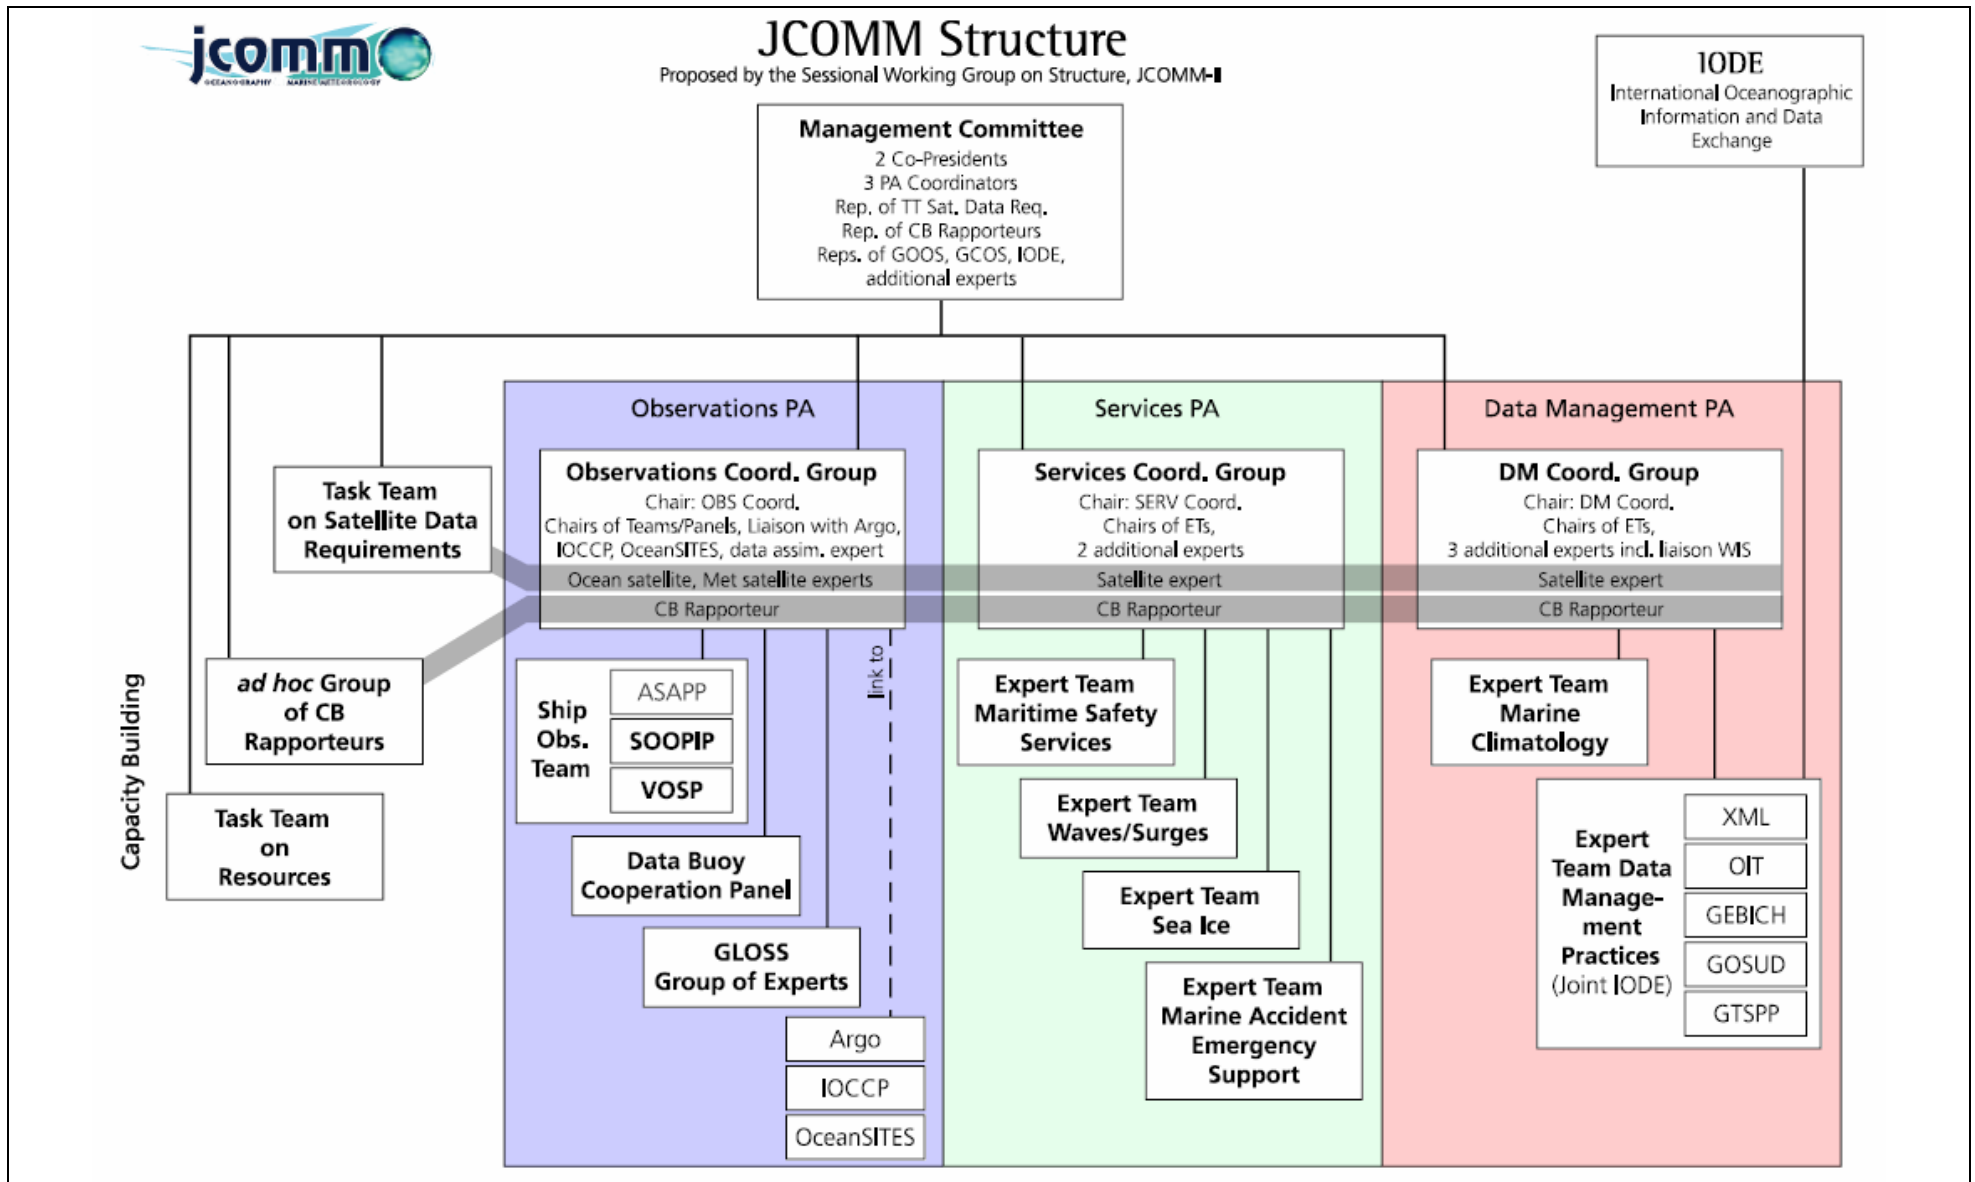 jcomm
OCEANOGRAPHY MARINE METEOROLOGY
JCOMM Structure
Proposed by the Sessional Working Group on Structure, JCOMM-II
IODE
International Oceanographic
Information and Data
Exchange
Management Committee
2 Co-Presidents
3 PA Coordinators
Rep. of TT Sat. Data Req.
Rep. of CB Rapporteurs
Reps. of GOOS, GCOS, IODE,
additional experts
Observations PA
Services PA
Data Management PA
Task Team
on Satellite Data
Requirements
Observations Coord. Group
Chair: OBS Coord.
Chairs of Teams/Panels, Liaison with Argo,
IOCCP, OceanSITES, data assim. expert
Ocean satellite, Met satellite experts
CB Rapporteur
Services Coord. Group
Chair: SERV Coord.
Chairs of ETs,
2 additional experts
Satellite expert
CB Rapporteur
DM Coord. Group
Chair: DM Coord.
Chairs of ETs,
3 additional experts incl. liaison WIS
Satellite expert
CB Rapporteur
Capacity Building
ad hoc Group
of CB
Rapporteurs
Task Team
on
Resources
Ship
Obs.
Team
ASAPP
SOOPIP
VOSP
link to
Data Buoy
Cooperation Panel
GLOSS
Group of Experts
Argo
IOCCP
OceanSITES
Expert Team
Maritime Safety
Services
Expert Team
Waves/Surges
Expert Team
Sea Ice
Expert Team
Marine Accident
Emergency
Support
Expert Team
Marine
Climatology
Expert
Team Data
Manage-
ment
Practices
(Joint IODE)
XML
OIT
GEBICH
GOSUD
GTSPP